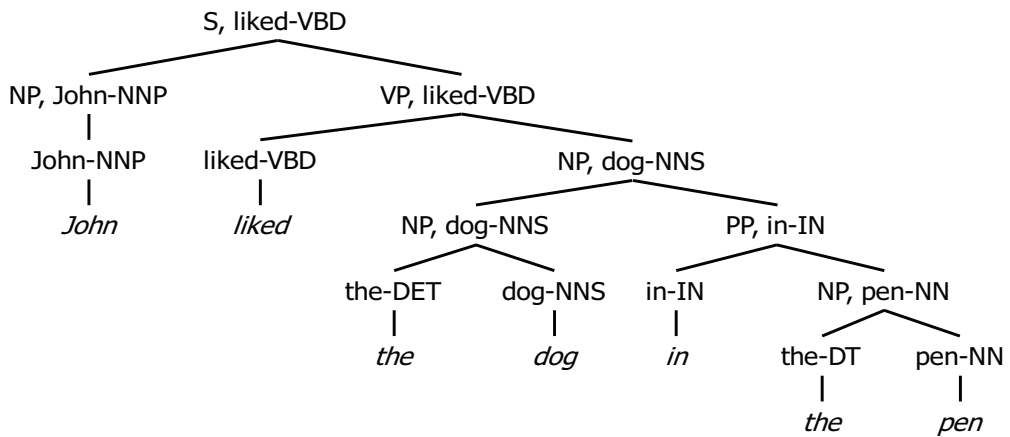 S, liked-VBD
NP, John-NNP VP, liked-VBD
John-NNP liked-VBD NP, dog-NNS
John liked NP, dog-NNS PP, in-IN
the-DET dog-NNS in-IN NP, pen-NN
the dog in the-DT pen-NN
the pen